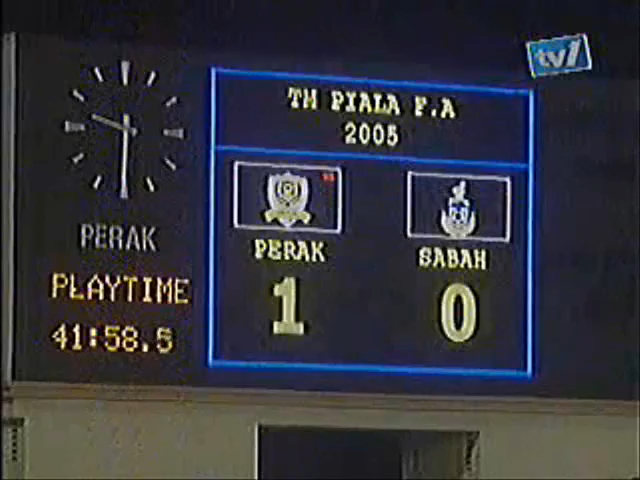 tv1
TM PIALA F.A
2005
PERAK
SABAH
1
0
PERAK
PLAYTIME
41:58.5